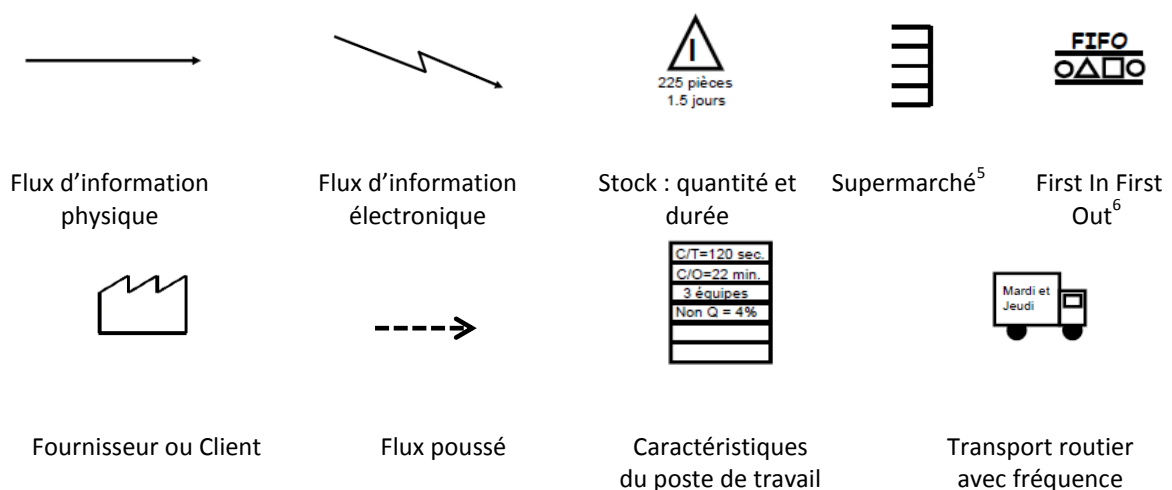 I
225 pièces
1.5 jours
FIFO
Flux d'information
physique
Flux d'information
électronique
Stock : quantité et
durée
Supermarché⁵
First In First
Out⁶
C/T=120 sec.
C/O=22 min.
3 équipes
Non Q = 4%
Mardi et
Jeudi
Fournisseur ou Client
Flux poussé
Caractéristiques
du poste de travail
Transport routier
avec fréquence